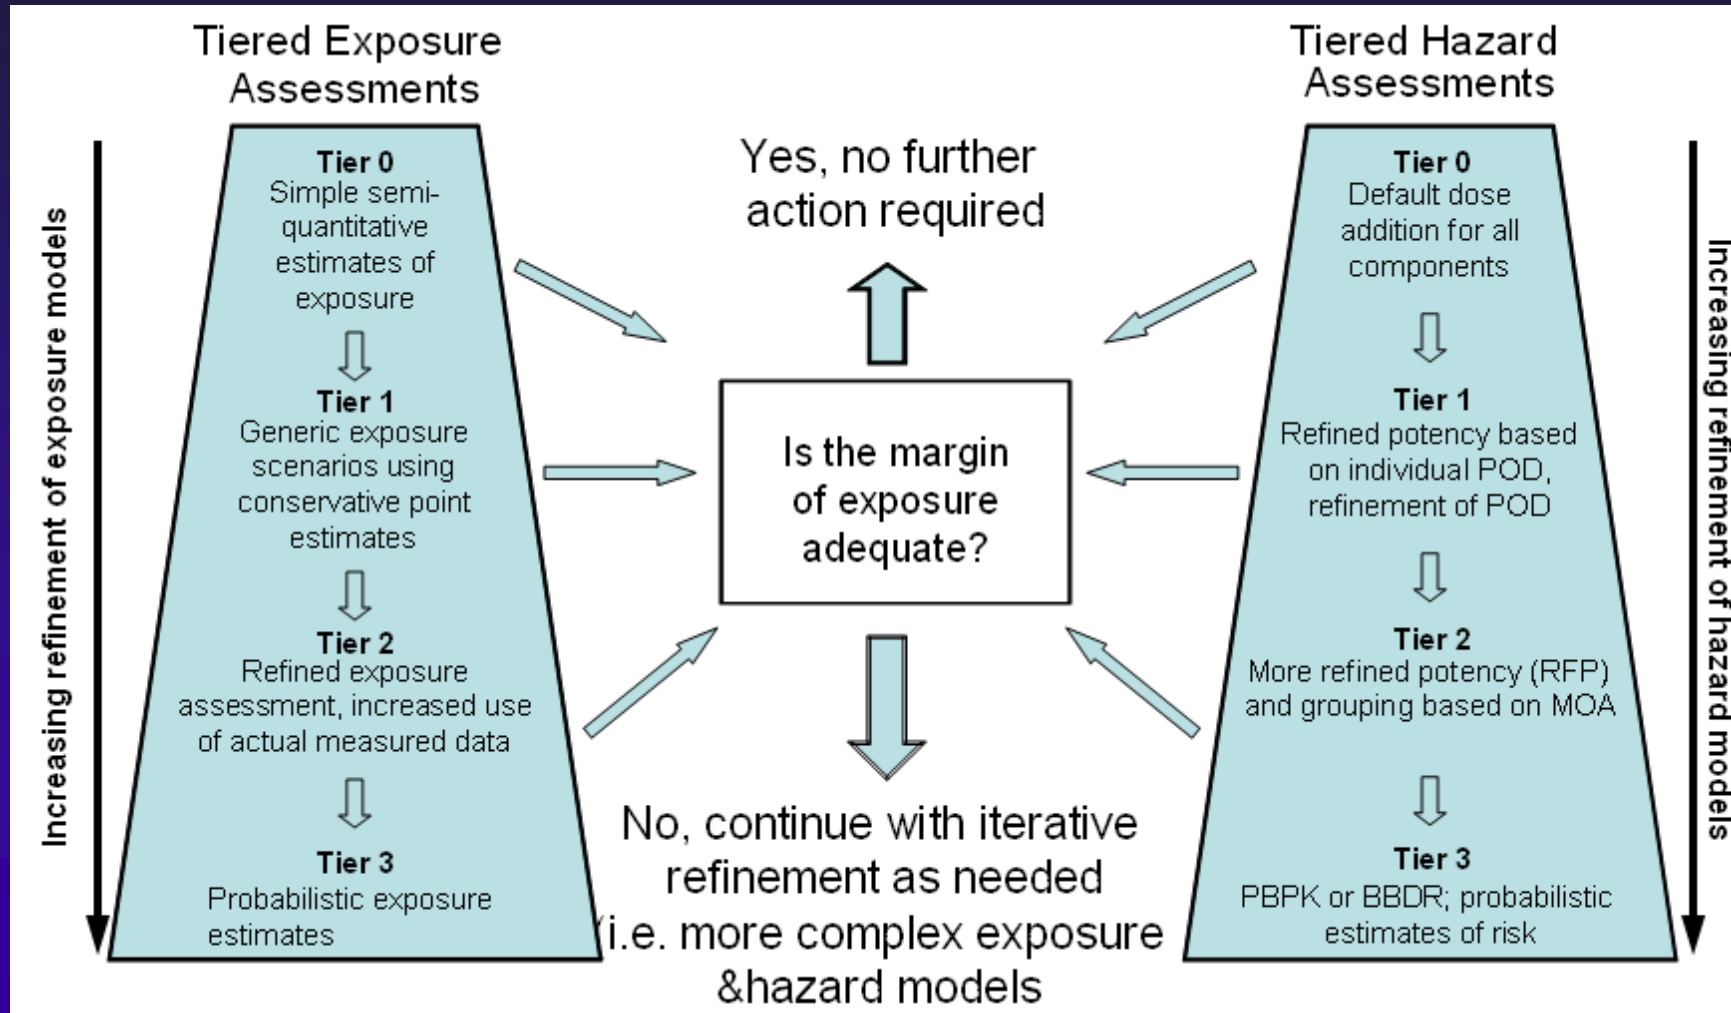 Tiered Exposure
Assessments
Increasing refinement of exposure models
Tier 0
Simple semi-
quantitative
estimates of
exposure
Tier 1
Generic exposure
scenarios using
conservative point
estimates
Tier 2
Refined exposure
assessment, increased use
of actual measured data
Tier 3
Probabilistic exposure
estimates
Yes, no further
action required
Is the margin
of exposure
adequate?
No, continue with iterative
refinement as needed
(i.e. more complex exposure
&hazard models
Tiered Hazard
Assessments
Tier 0
Default dose
addition for all
components
Tier 1
Refined potency based
on individual POD,
refinement of POD
Tier 2
More refined potency (RFP)
and grouping based on MOA
Tier 3
PBPK or BBDR; probabilistic
estimates of risk
Increasing refinement of hazard models